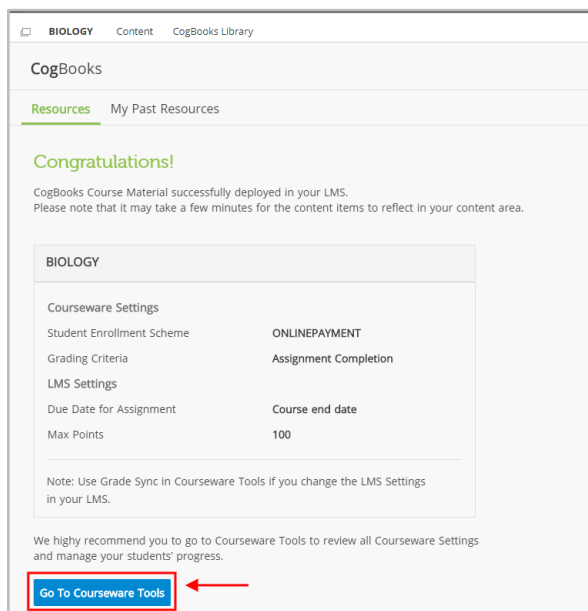 BIOLOGY Content CogBooks Library
CogBooks
Resources My Past Resources
Congratulations!
CogBooks Course Material successfully deployed in your LMS.
Please note that it may take a few minutes for the content items to reflect in your content area.
BIOLOGY
Courseware Settings
Student Enrollment Scheme ONLINEPAYMENT
Grading Criteria Assignment Completion
LMS Settings
Due Date for Assignment Course end date
Max Points 100
Note: Use Grade Sync in Courseware Tools if you change the LMS Settings
in your LMS.
We highy recommend you to go to Courseware Tools to review all Courseware Settings
and manage your students' progress.
Go To Courseware Tools